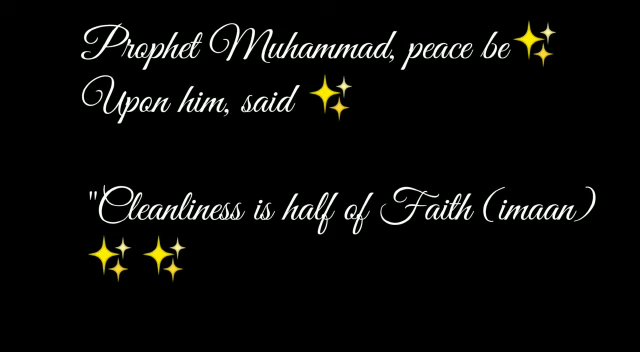 Prophet Muhammad, peace be✨
Upon him, said ✨
"Cleanliness is half of Faith (imaan)
✨ ✨